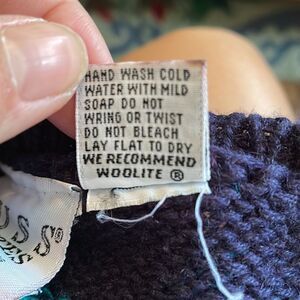 HAND WASH COLD
WATER WITH MILD
SOAP DO NOT
WRING OR TWIST
DO NOT BLEACH
LAY FLAT TO DRY
WE RECOMMEND
WOOLITE ®